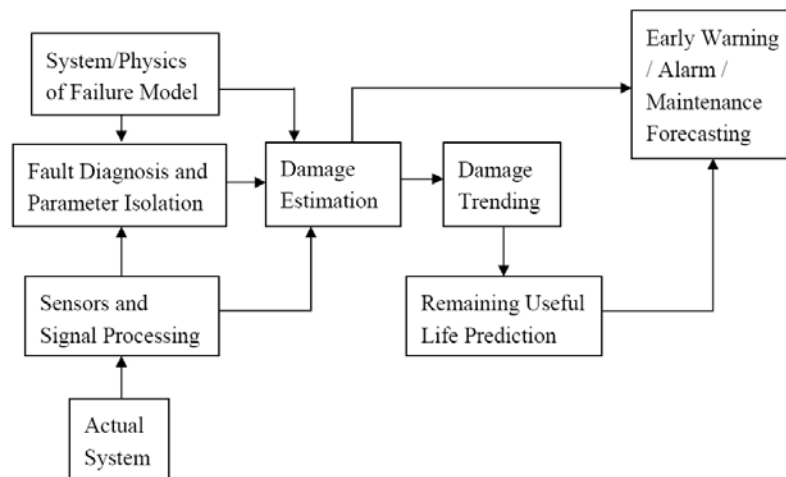 System/Physics
of Failure Model
Early Warning
/ Alarm /
Maintenance
Forecasting
Fault Diagnosis and
Parameter Isolation
Damage
Estimation
Damage
Trending
Sensors and
Signal Processing
Remaining Useful
Life Prediction
Actual
System